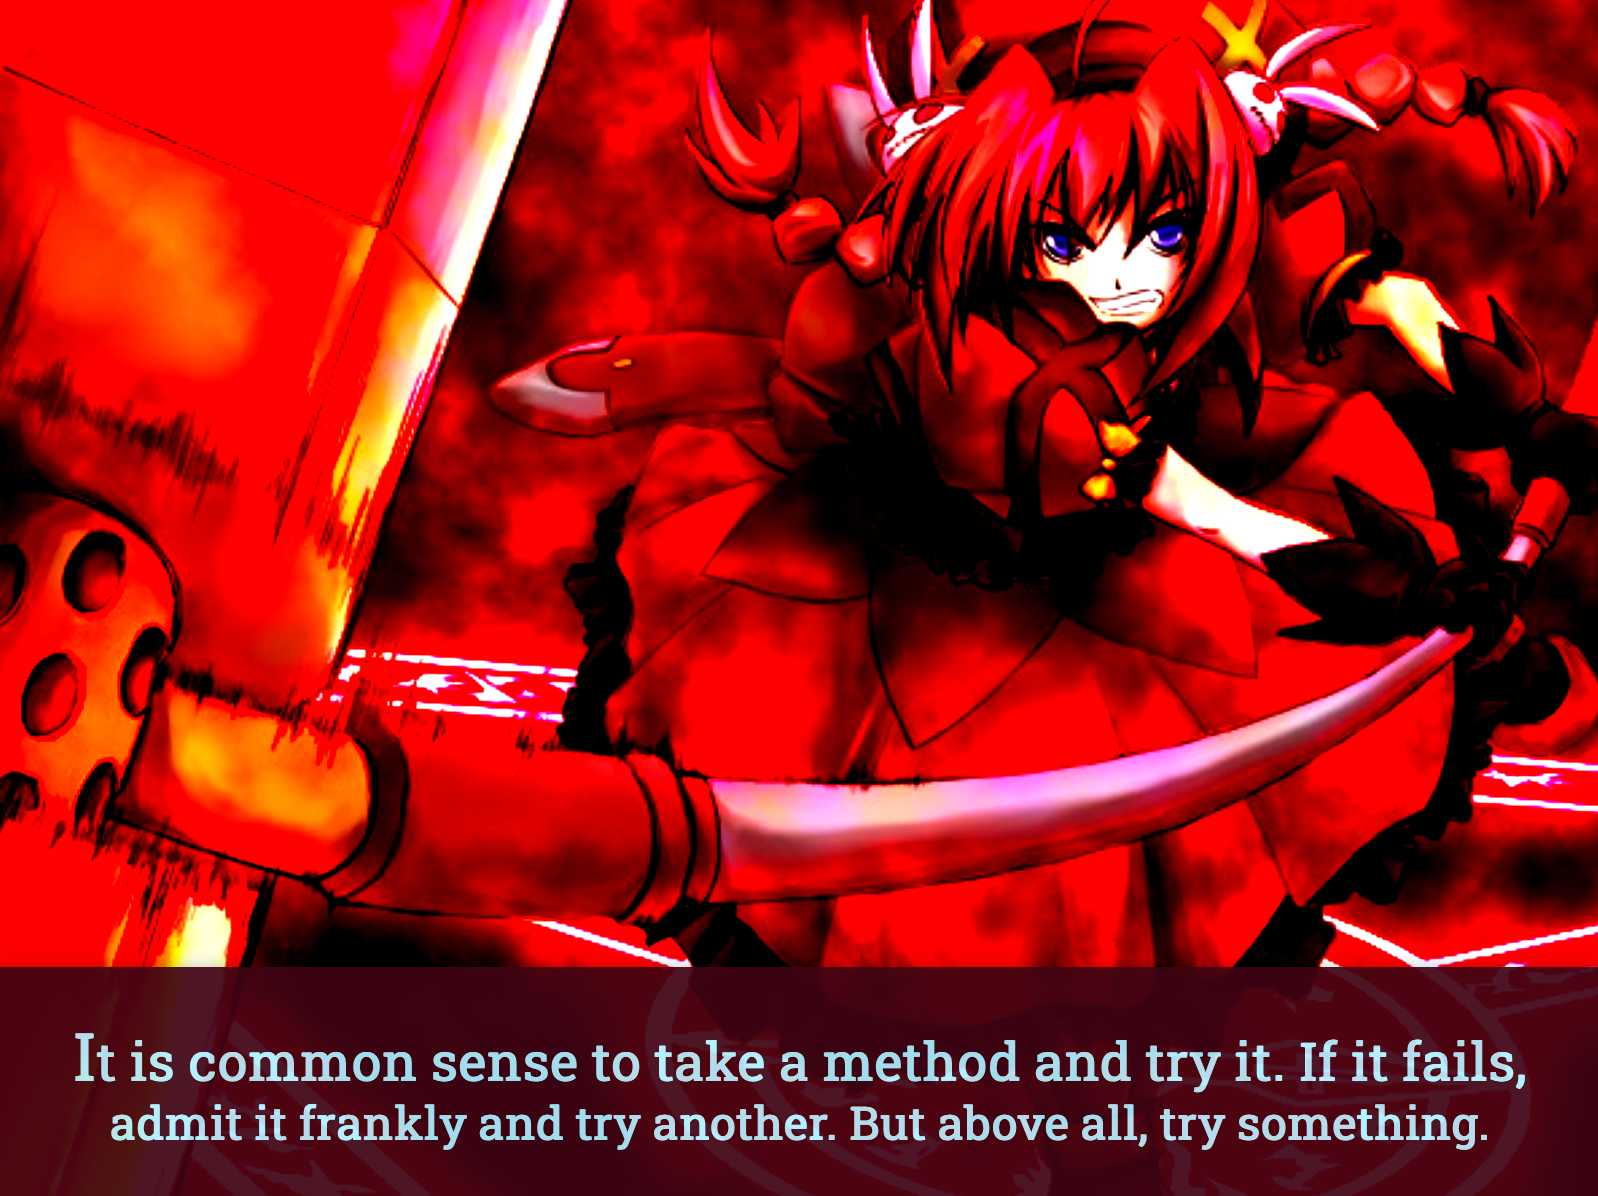 It is common sense to take a method and try it. If it fails,
admit it frankly and try another. But above all, try something.